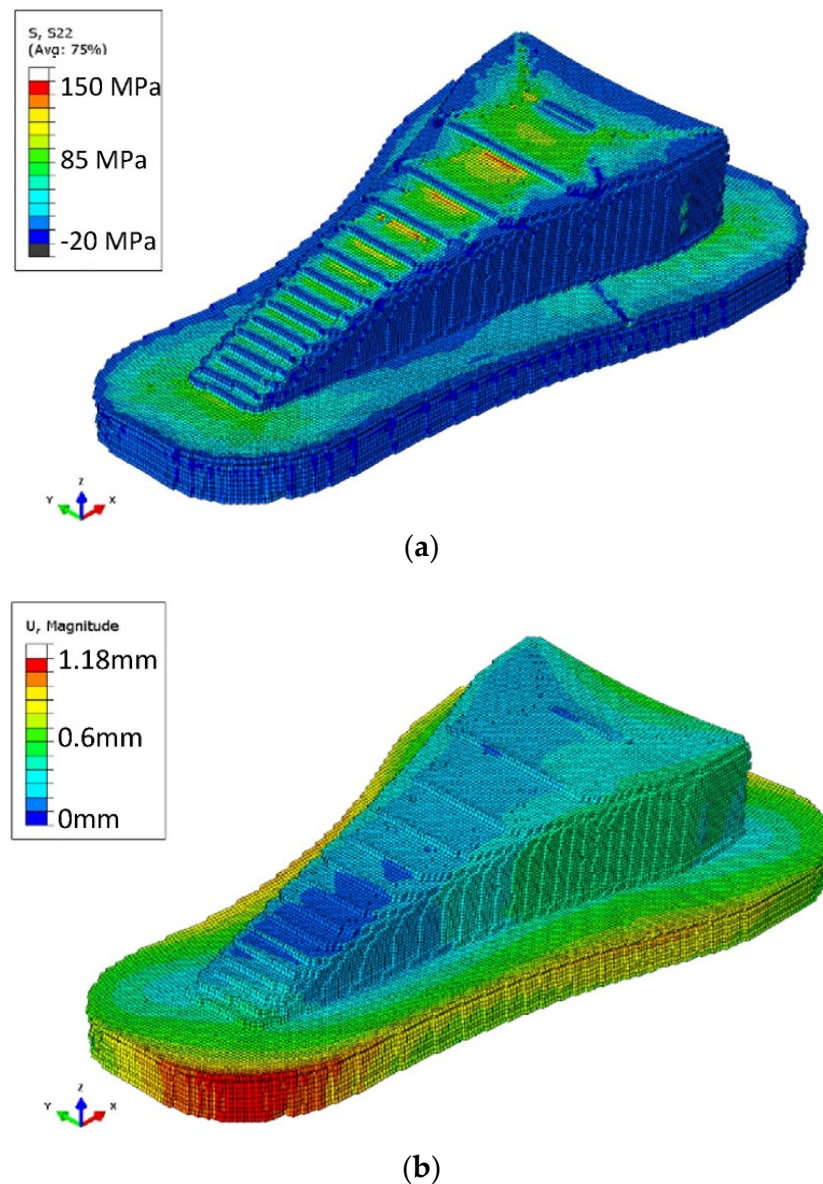 S, S22
(Avg: 75%)
150 MPa
85 MPa
-20 MPa
Z
Y
X
(a)
U, Magnitude
1.18mm
0.6mm
0mm
Z
Y
X
(b)